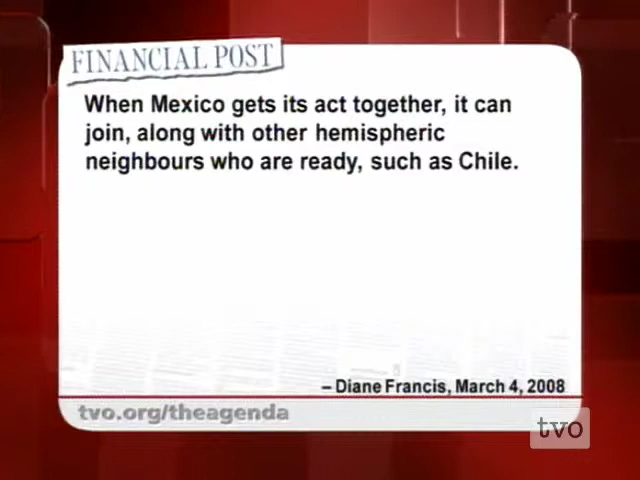 FINANCIAL POST
When Mexico gets its act together, it can
join, along with other hemispheric
neighbours who are ready, such as Chile.
– Diane Francis, March 4, 2008
tvo.org/theagenda
tvo